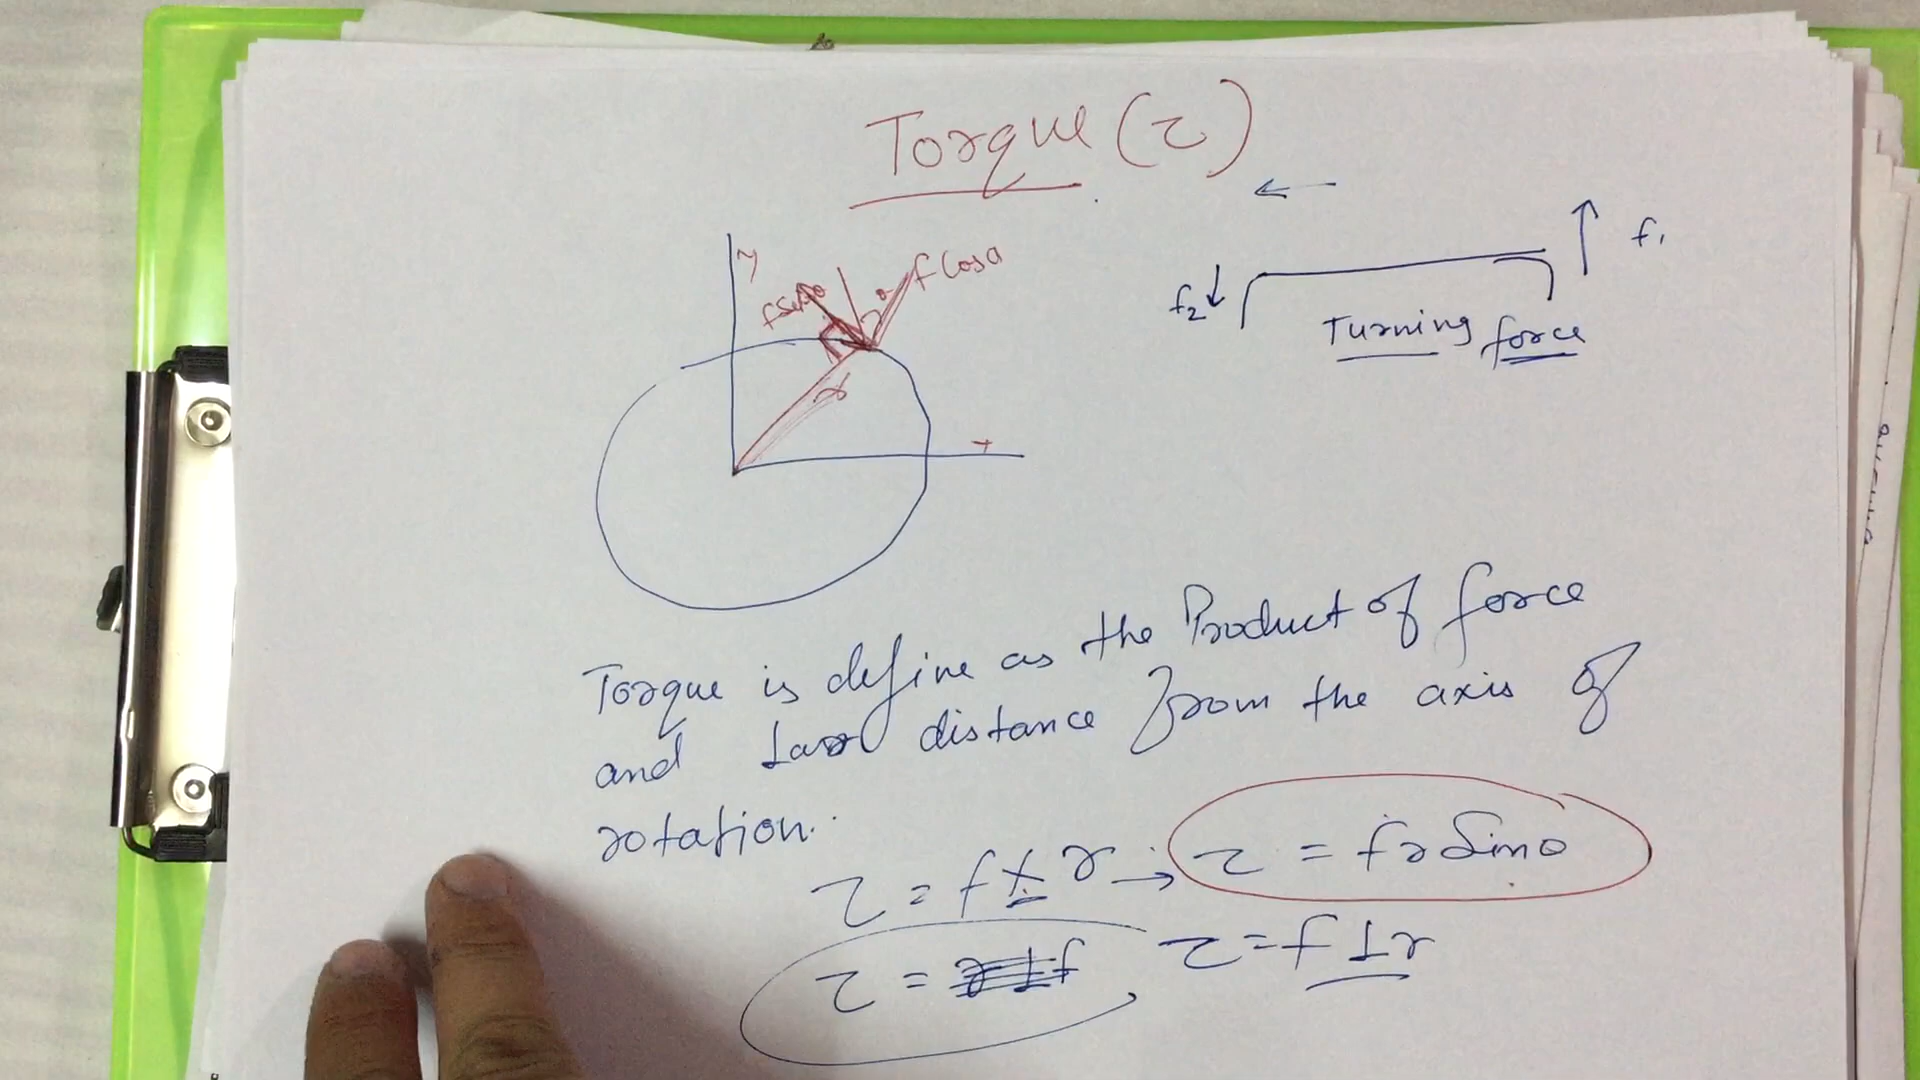 Torque (τ)
y
f Cosθ
θ
f Sinθ
r
f₁
f₂
Turning force
Torque is define as the Product of force
and distance from the axis of
rotation.
τ = f × r → τ = f r Sinθ
τ = f ⊥ r
τ =